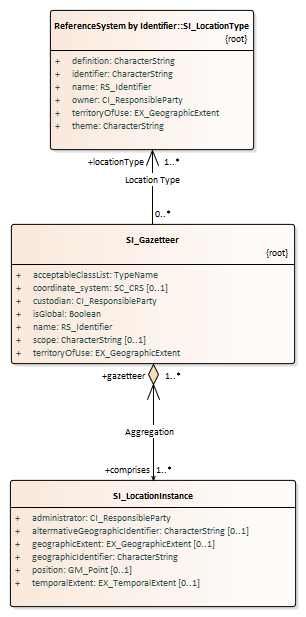 ReferenceSystem by Identifier::SI_LocationType
{root}
+ definition: CharacterString
+ identifier: CharacterString
+ name: RS_Identifier
+ owner: CI_ResponsibleParty
+ territoryOfUse: EX_GeographicExtent
+ theme: CharacterString
+locationType 1..*
Location Type
0..*
SI_Gazetteer
{root}
+ acceptableClassList: TypeName
+ coordinate_system: SC_CRS [0..1]
+ custodian: CI_ResponsibleParty
+ isGlobal: Boolean
+ name: RS_Identifier
+ scope: CharacterString [0..1]
+ territoryOfUse: EX_GeographicExtent
+gazetteer 1..*
Aggregation
+comprises 1..*
SI_LocationInstance
+ administrator: CI_ResponsibleParty
+ alterrnativeGeographicIdentifier: CharacterString [0..1]
+ geographicExtent: EX_GeographicExtent [0..1]
+ geographicIdentifier: CharacterString
+ position: GM_Point [0..1]
+ temporalExtent: EX_TemporalExtent [0..1]